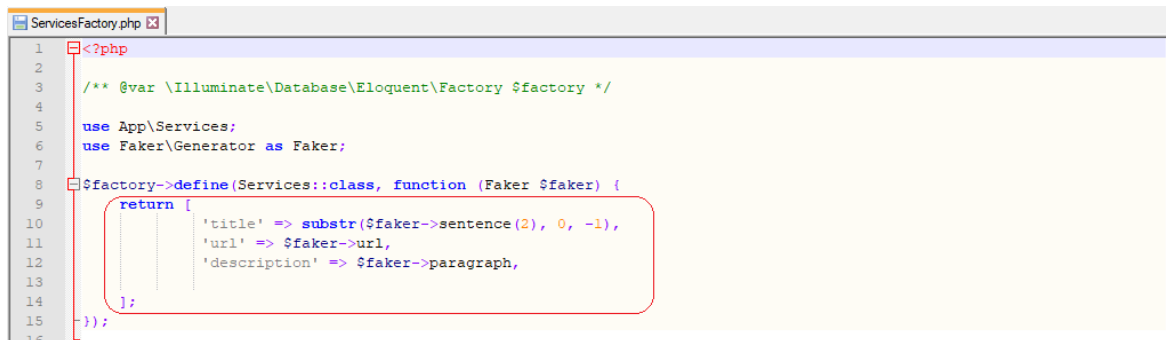 ServicesFactory.php
1 <?php
2
3 /** @var \Illuminate\Database\Eloquent\Factory $factory */
4
5 use App\Services;
6 use Faker\Generator as Faker;
7
8 $factory->define(Services::class, function (Faker $faker) {
9 return [
10 'title' => substr($faker->sentence(2), 0, -1),
11 'url' => $faker->url,
12 'description' => $faker->paragraph,
13
14 ];
15 });
16